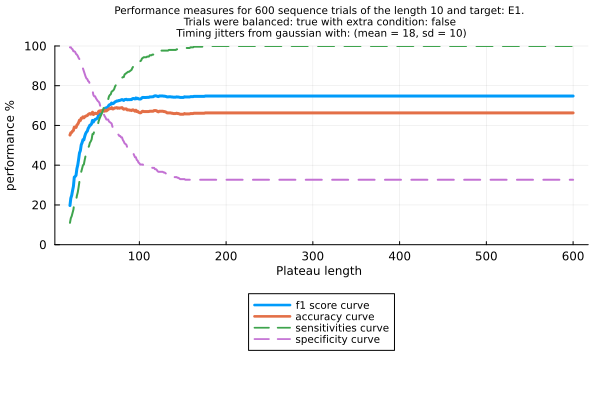 Performance measures for 600 sequence trials of the length 10 and target: E1.
Trials were balanced: true with extra condition: false
Timing jitters from gaussian with: (mean = 18, sd = 10)
100
80
60
40
20
0
performance %
100 200 300 400 500 600
Plateau length
f1 score curve
accuracy curve
sensitivities curve
specificity curve